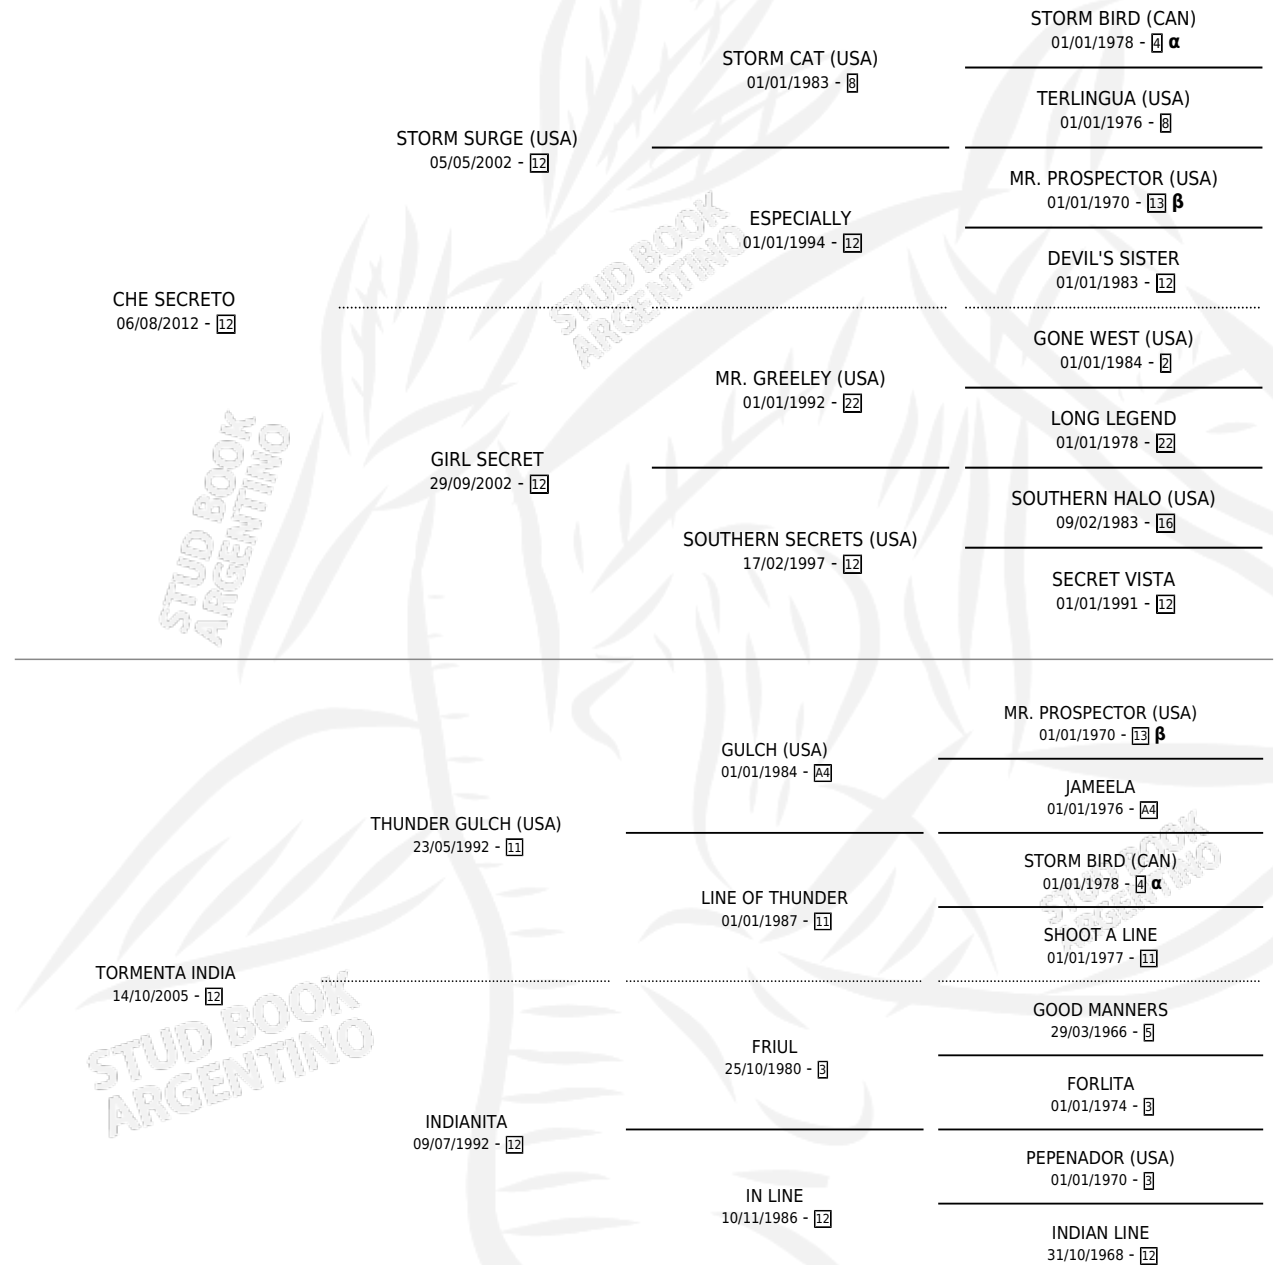 STORM BIRD (CAN)
01/01/1978 - 4 α
STORM CAT (USA)
01/01/1983 - 8
TERLINGUA (USA)
01/01/1976 - 8
STORM SURGE (USA)
05/05/2002 - 12
MR. PROSPECTOR (USA)
01/01/1970 - 13 β
ESPECIALLY
01/01/1994 - 12
DEVIL'S SISTER
01/01/1983 - 12
CHE SECRETO
06/08/2012 - 12
GONE WEST (USA)
01/01/1984 - 2
MR. GREELEY (USA)
01/01/1992 - 22
LONG LEGEND
01/01/1978 - 22
GIRL SECRET
29/09/2002 - 12
SOUTHERN HALO (USA)
09/02/1983 - 16
SOUTHERN SECRETS (USA)
17/02/1997 - 12
SECRET VISTA
01/01/1991 - 12
STUD BOOK
ARGENTINO
STUD BOOK
ARGENTINO
MR. PROSPECTOR (USA)
01/01/1970 - 13 β
GULCH (USA)
01/01/1984 - A4
JAMEELA
01/01/1976 - A4
THUNDER GULCH (USA)
23/05/1992 - 11
STORM BIRD (CAN)
01/01/1978 - 4 α
LINE OF THUNDER
01/01/1987 - 11
SHOOT A LINE
01/01/1977 - 11
TORMENTA INDIA
14/10/2005 - 12
GOOD MANNERS
29/03/1966 - 5
FRIUL
25/10/1980 - 3
FORLITA
01/01/1974 - 3
INDIANITA
09/07/1992 - 12
PEPENADOR (USA)
01/01/1970 - 3
IN LINE
10/11/1986 - 12
INDIAN LINE
31/10/1968 - 12
STUD BOOK
ARGENTINO
STUD BOOK
ARGENTINO